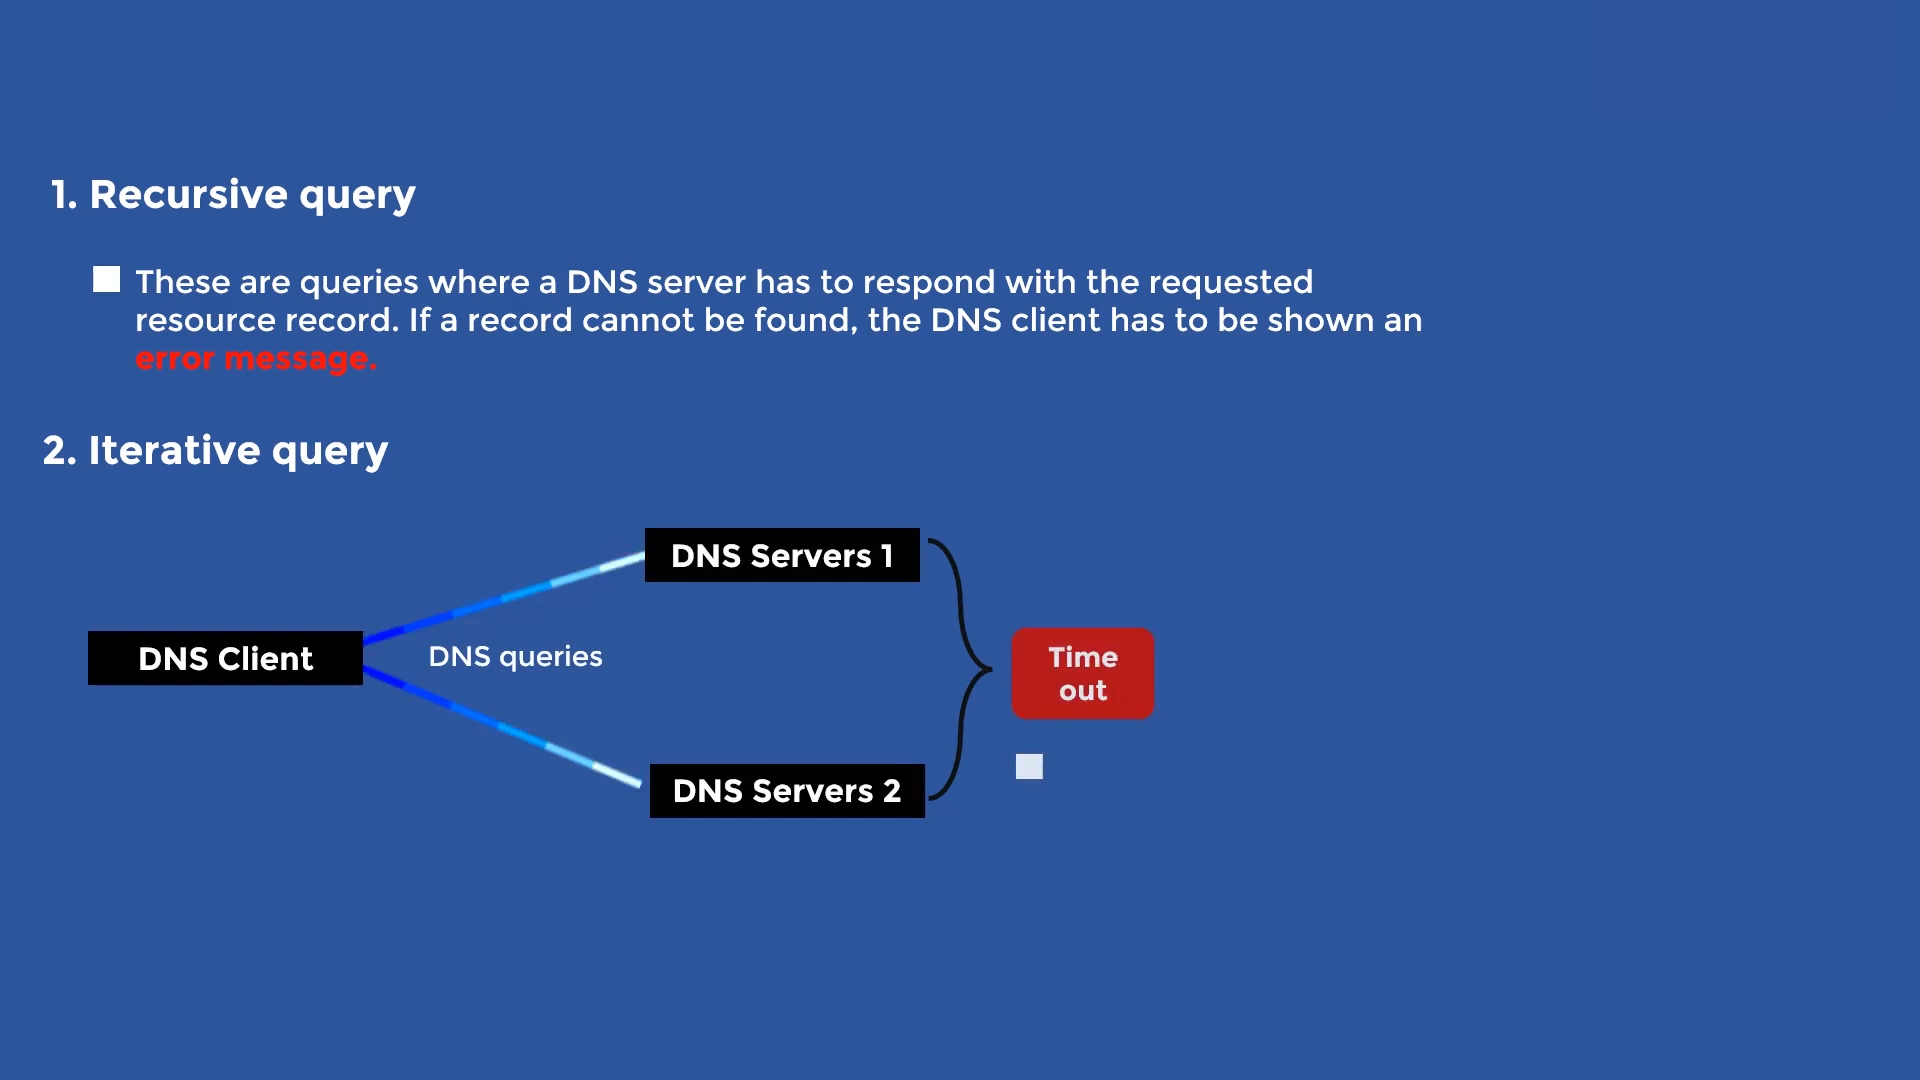 1. Recursive query
These are queries where a DNS server has to respond with the requested
resource record. If a record cannot be found, the DNS client has to be shown an
error message.
2. Iterative query
DNS Servers 1
DNS Client
DNS queries
Time
out
DNS Servers 2